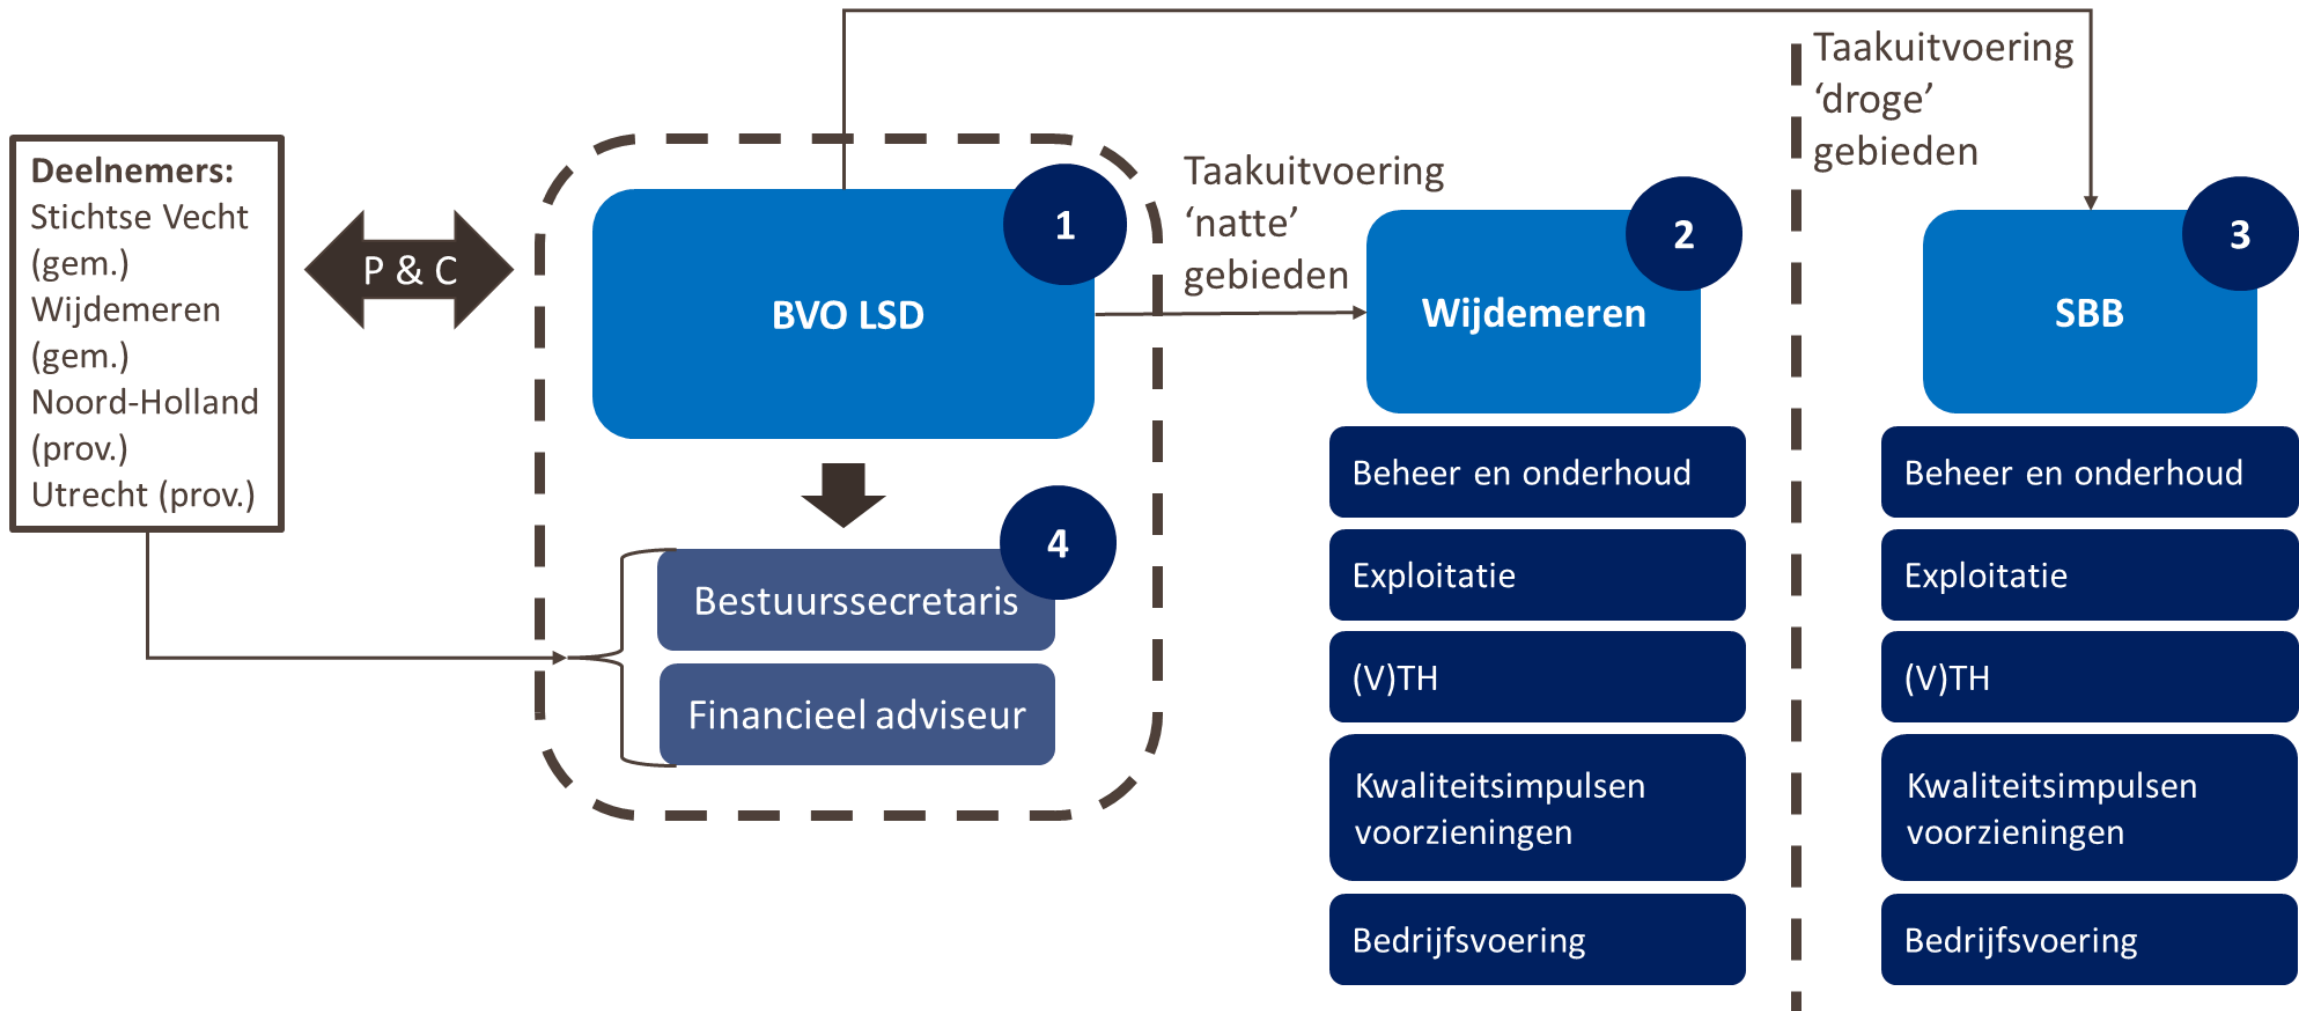 Deelnemers:
Stichtse Vecht
(gem.)
Wijdemeren
(gem.)
Noord-Holland
(prov.)
Utrecht (prov.)
P & C
1
BVO LSD
4
Bestuurssecretaris
Financieel adviseur
Taakuitvoering
‘natte’
gebieden
2
Wijdemeren
Beheer en onderhoud
Exploitatie
(V)TH
Kwaliteitsimpulsen
voorzieningen
Bedrijfsvoering
Taakuitvoering
‘droge’
gebieden
3
SBB
Beheer en onderhoud
Exploitatie
(V)TH
Kwaliteitsimpulsen
voorzieningen
Bedrijfsvoering